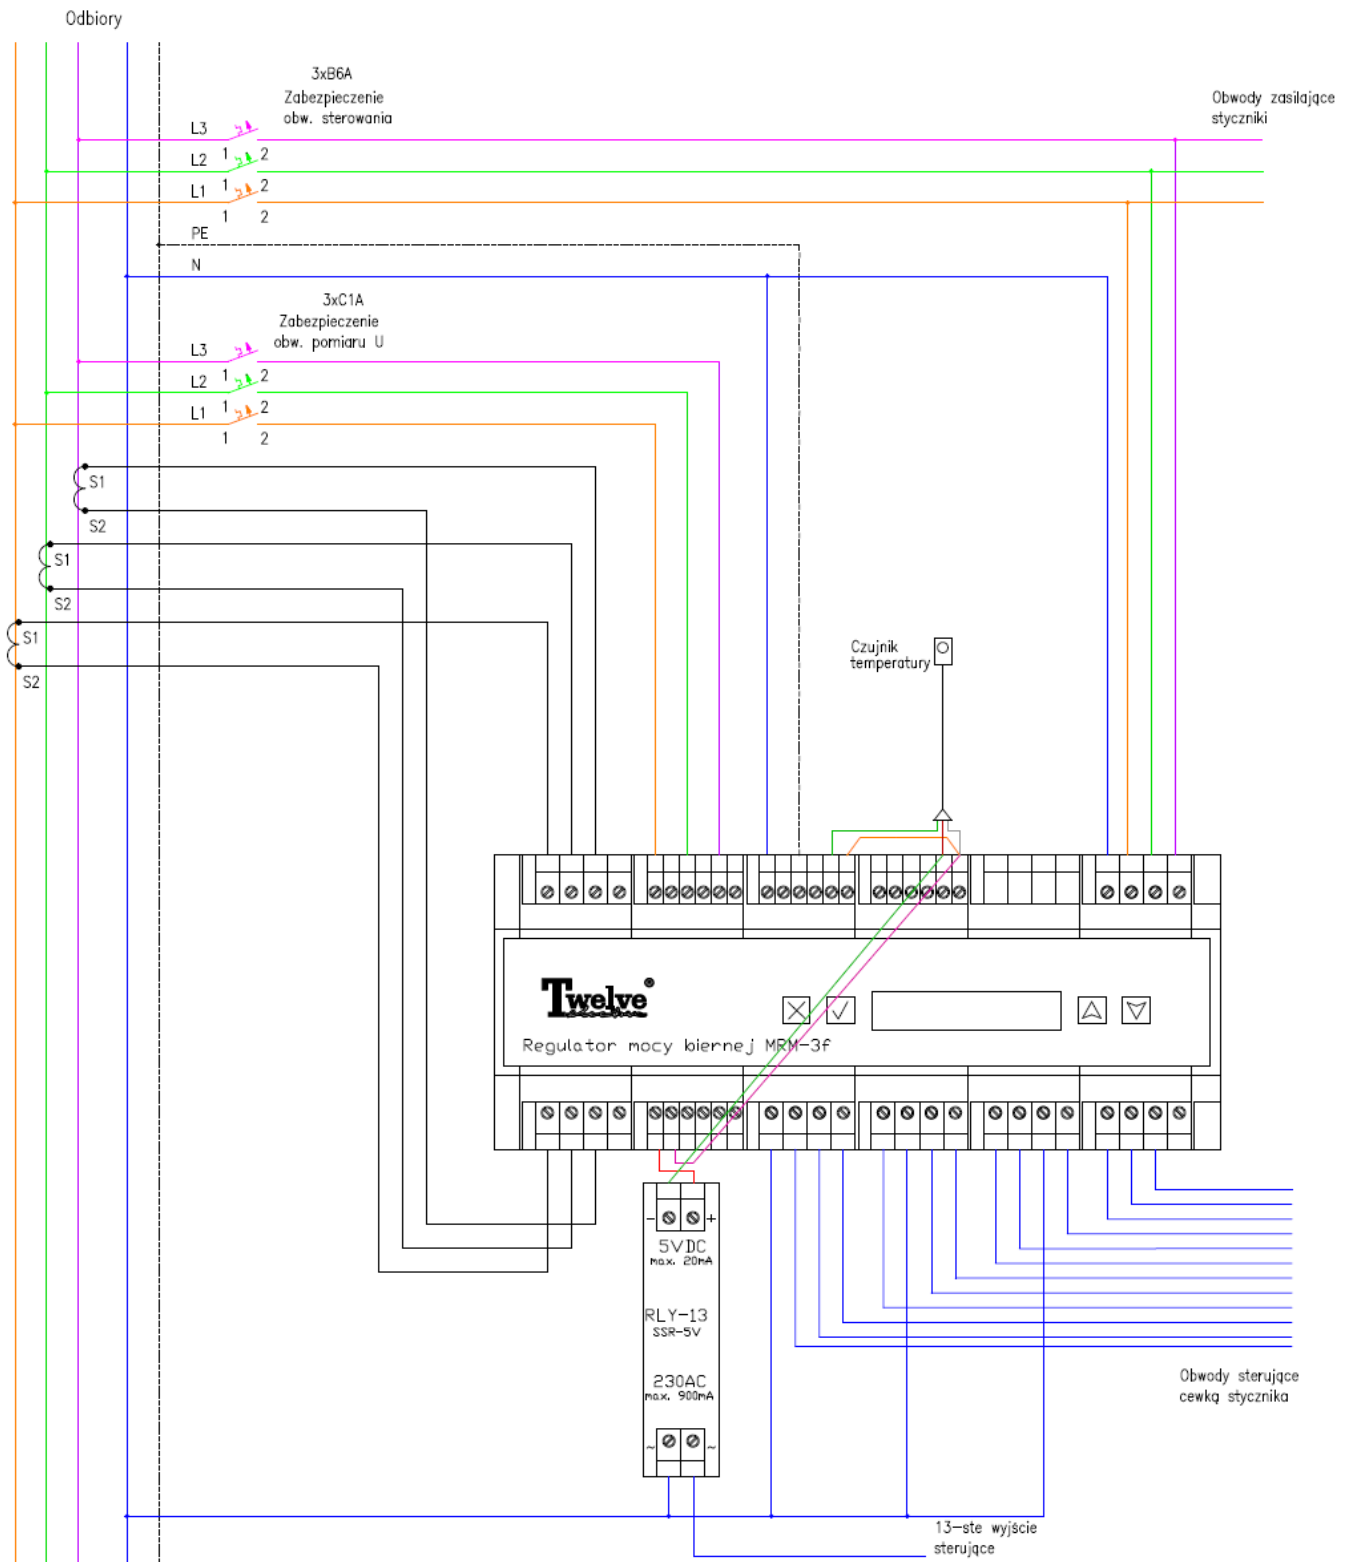 Odbiory
3xB6A
Zabezpieczenie
obw. sterowania
Obwody zasilające
styczniki
L3
1 2
L2
1 2
L1
1 2
PE
N
3xC1A
Zabezpieczenie
obw. pomiaru U
L3
1 2
L2
1 2
L1
1 2
S1
S2
S1
S2
S1
S2
Czujnik
temperatury
Twelve®
Regulator mocy biernej MRM-3f
- +
5VDC
max. 20mA
RLY-13
SSR-5V
230AC
max. 900mA
~ ~
Obwody sterujące
cewką stycznika
13-ste wyjście
sterujące